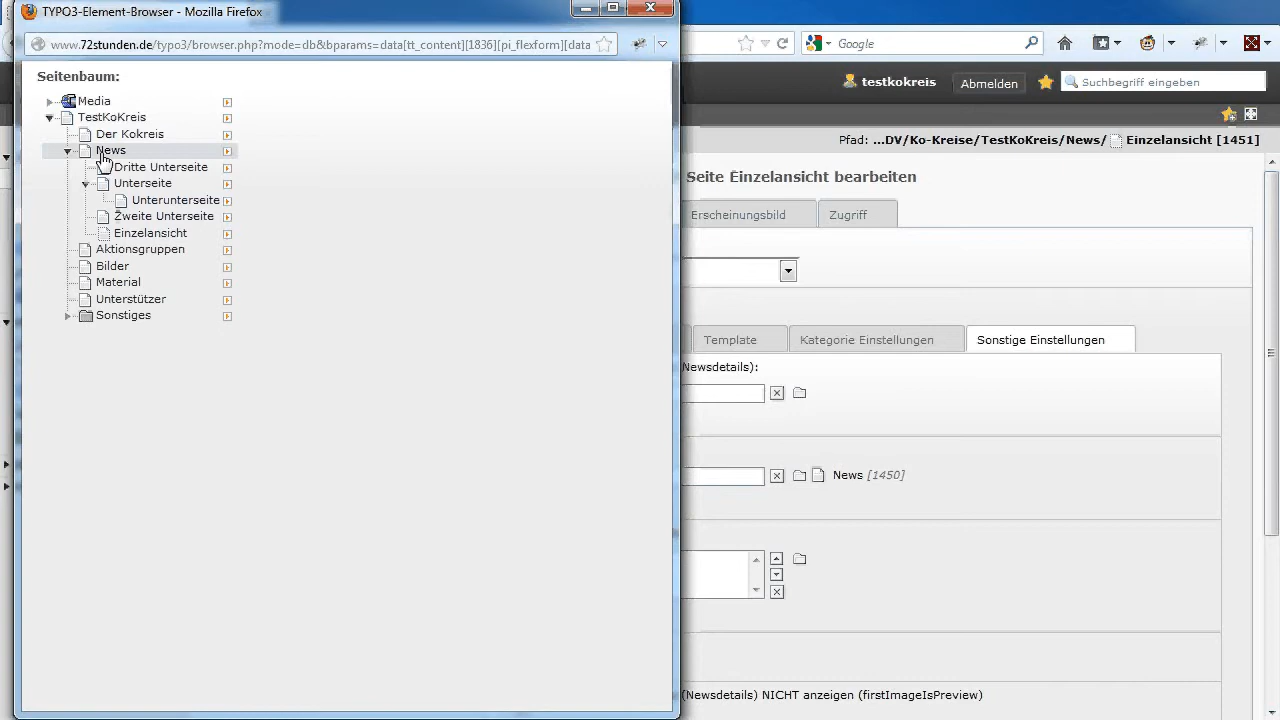 TYPO3-Element-Browser - Mozilla Firefox
www.72stunden.de/typo3/browser.php?mode=db&bparams=data[tt_content][1836][pi_flexform][data
Google
Seitenbaum:
Media
TestKoKreis
Der Kokreis
News
Dritte Unterseite
Unterseite
Unterunterseite
Zweite Unterseite
Einzelansicht
Aktionsgruppen
Bilder
Material
Unterstützer
Sonstiges
testkokreis
Abmelden
Suchbegriff eingeben
Pfad: ...DV/Ko-Kreise/TestKoKreis/News/ Einzelansicht [1451]
Seite Einzelansicht bearbeiten
Erscheinungsbild
Zugriff
Template
Kategorie Einstellungen
Sonstige Einstellungen
Newsdetails):
News [1450]
(Newsdetails) NICHT anzeigen (firstImageIsPreview)